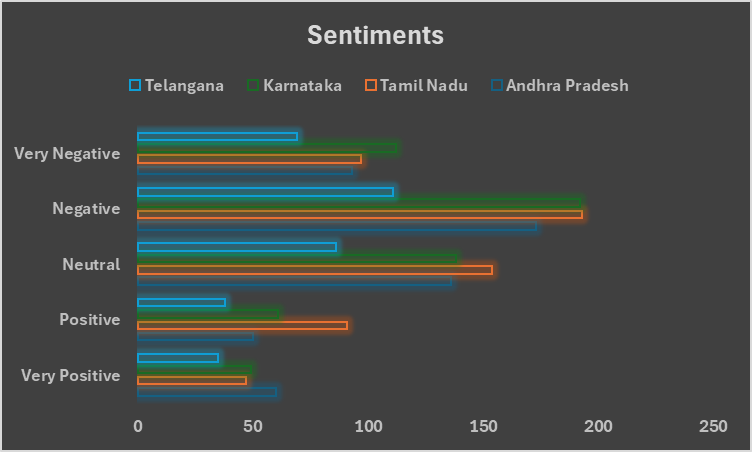 Sentiments
Telangana Karnataka Tamil Nadu Andhra Pradesh
Very Negative
Negative
Neutral
Positive
Very Positive
0 50 100 150 200 250